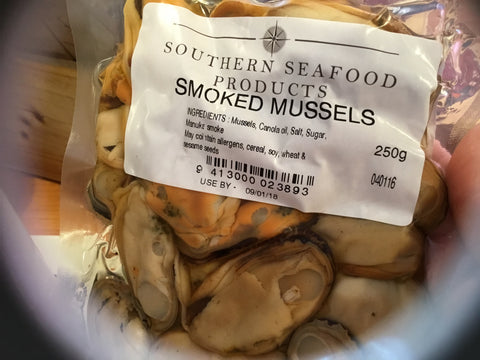 SOUTHERN SEAFOOD
PRODUCTS
SMOKED MUSSELS
INGREDIENTS : Mussels, Canola oil, Salt, Sugar,
Manuka smoke
May contain allergens, cereal, soy, wheat &
sesame seeds
250g
040116
9 413000 023893
USE BY - 09/01/18